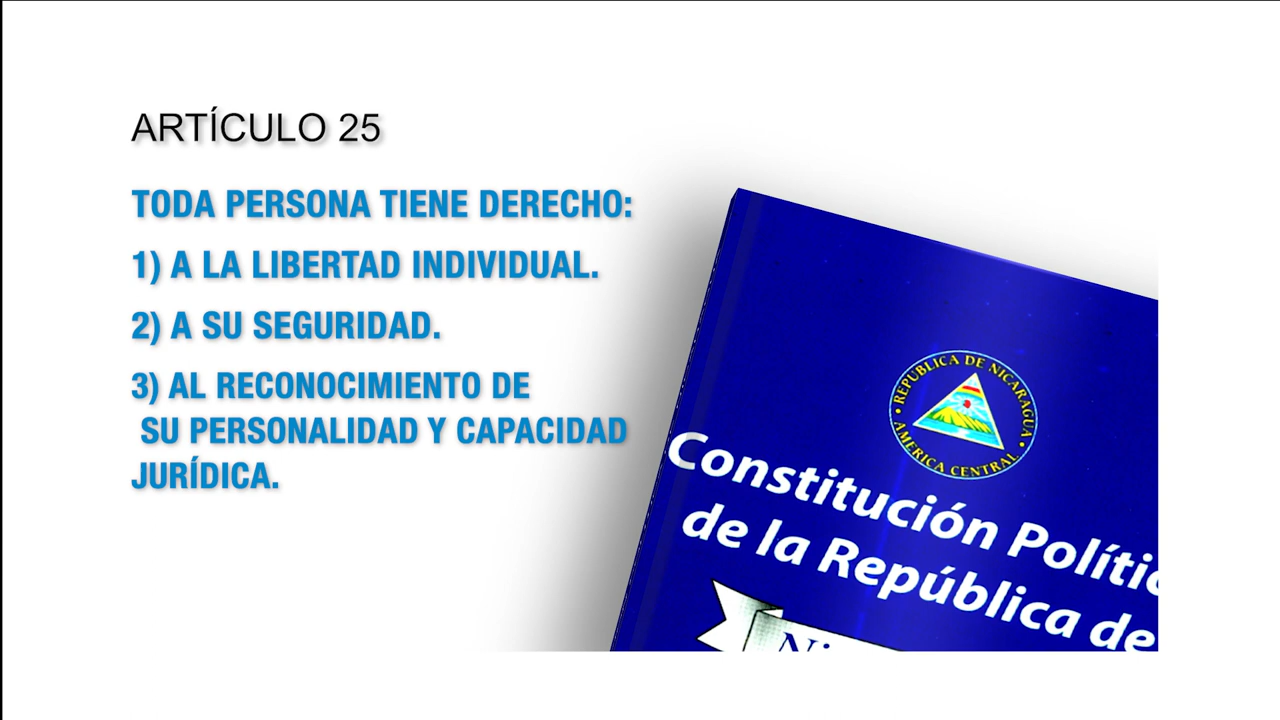 ARTÍCULO 25
TODA PERSONA TIENE DERECHO:
1) A LA LIBERTAD INDIVIDUAL.
2) A SU SEGURIDAD.
3) AL RECONOCIMIENTO DE
SU PERSONALIDAD Y CAPACIDAD
JURÍDICA.
REPÚBLICA DE NICARAGUA
AMÉRICA CENTRAL
Constitución Políti
de la República de